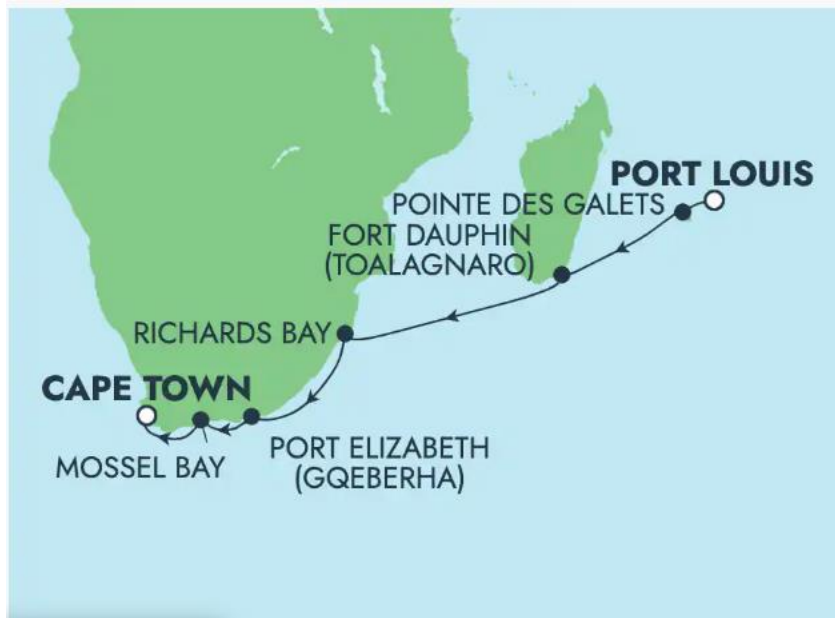 PORT LOUIS
POINTE DES GALETS
FORT DAUPHIN
(TOALAGNARO)
RICHARDS BAY
CAPE TOWN
PORT ELIZABETH
(GQEBERHA)
MOSSEL BAY